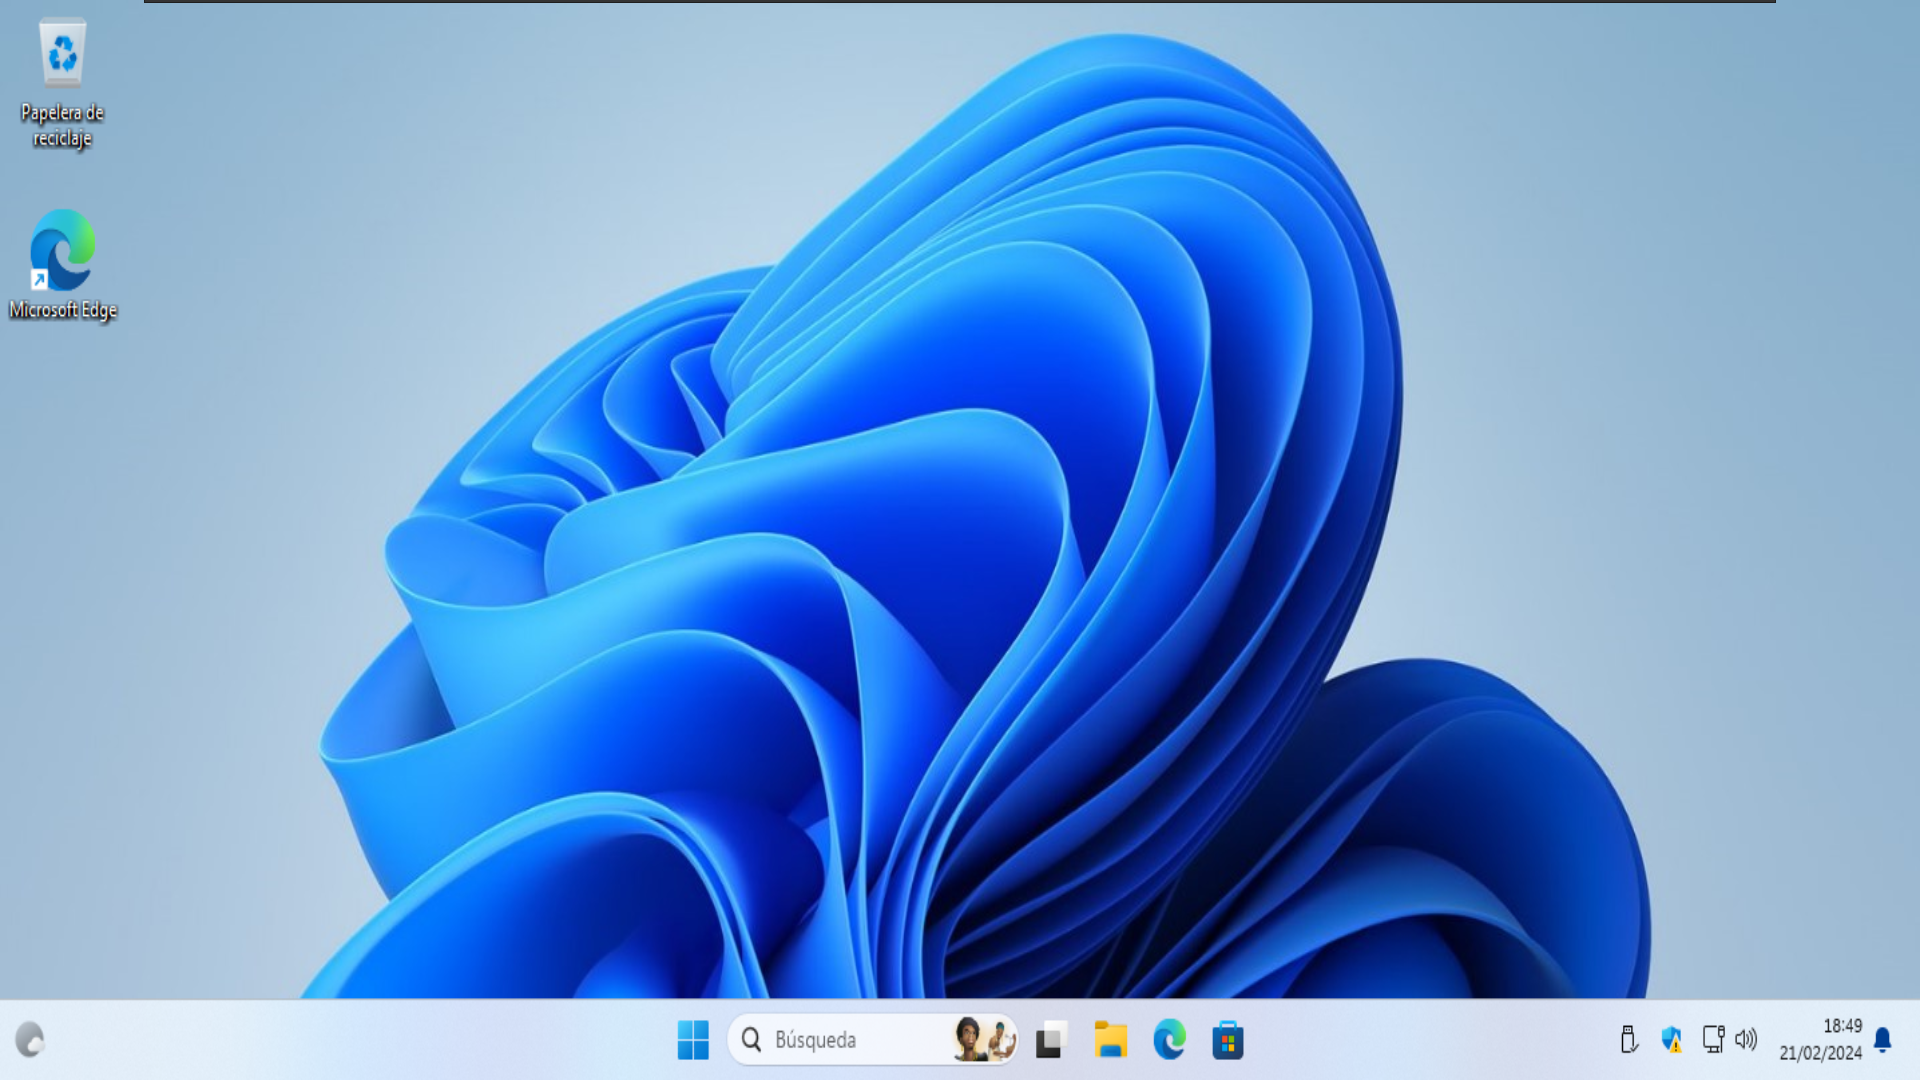 Papelera de
reciclaje
Microsoft Edge
Búsqueda
18:49
21/02/2024